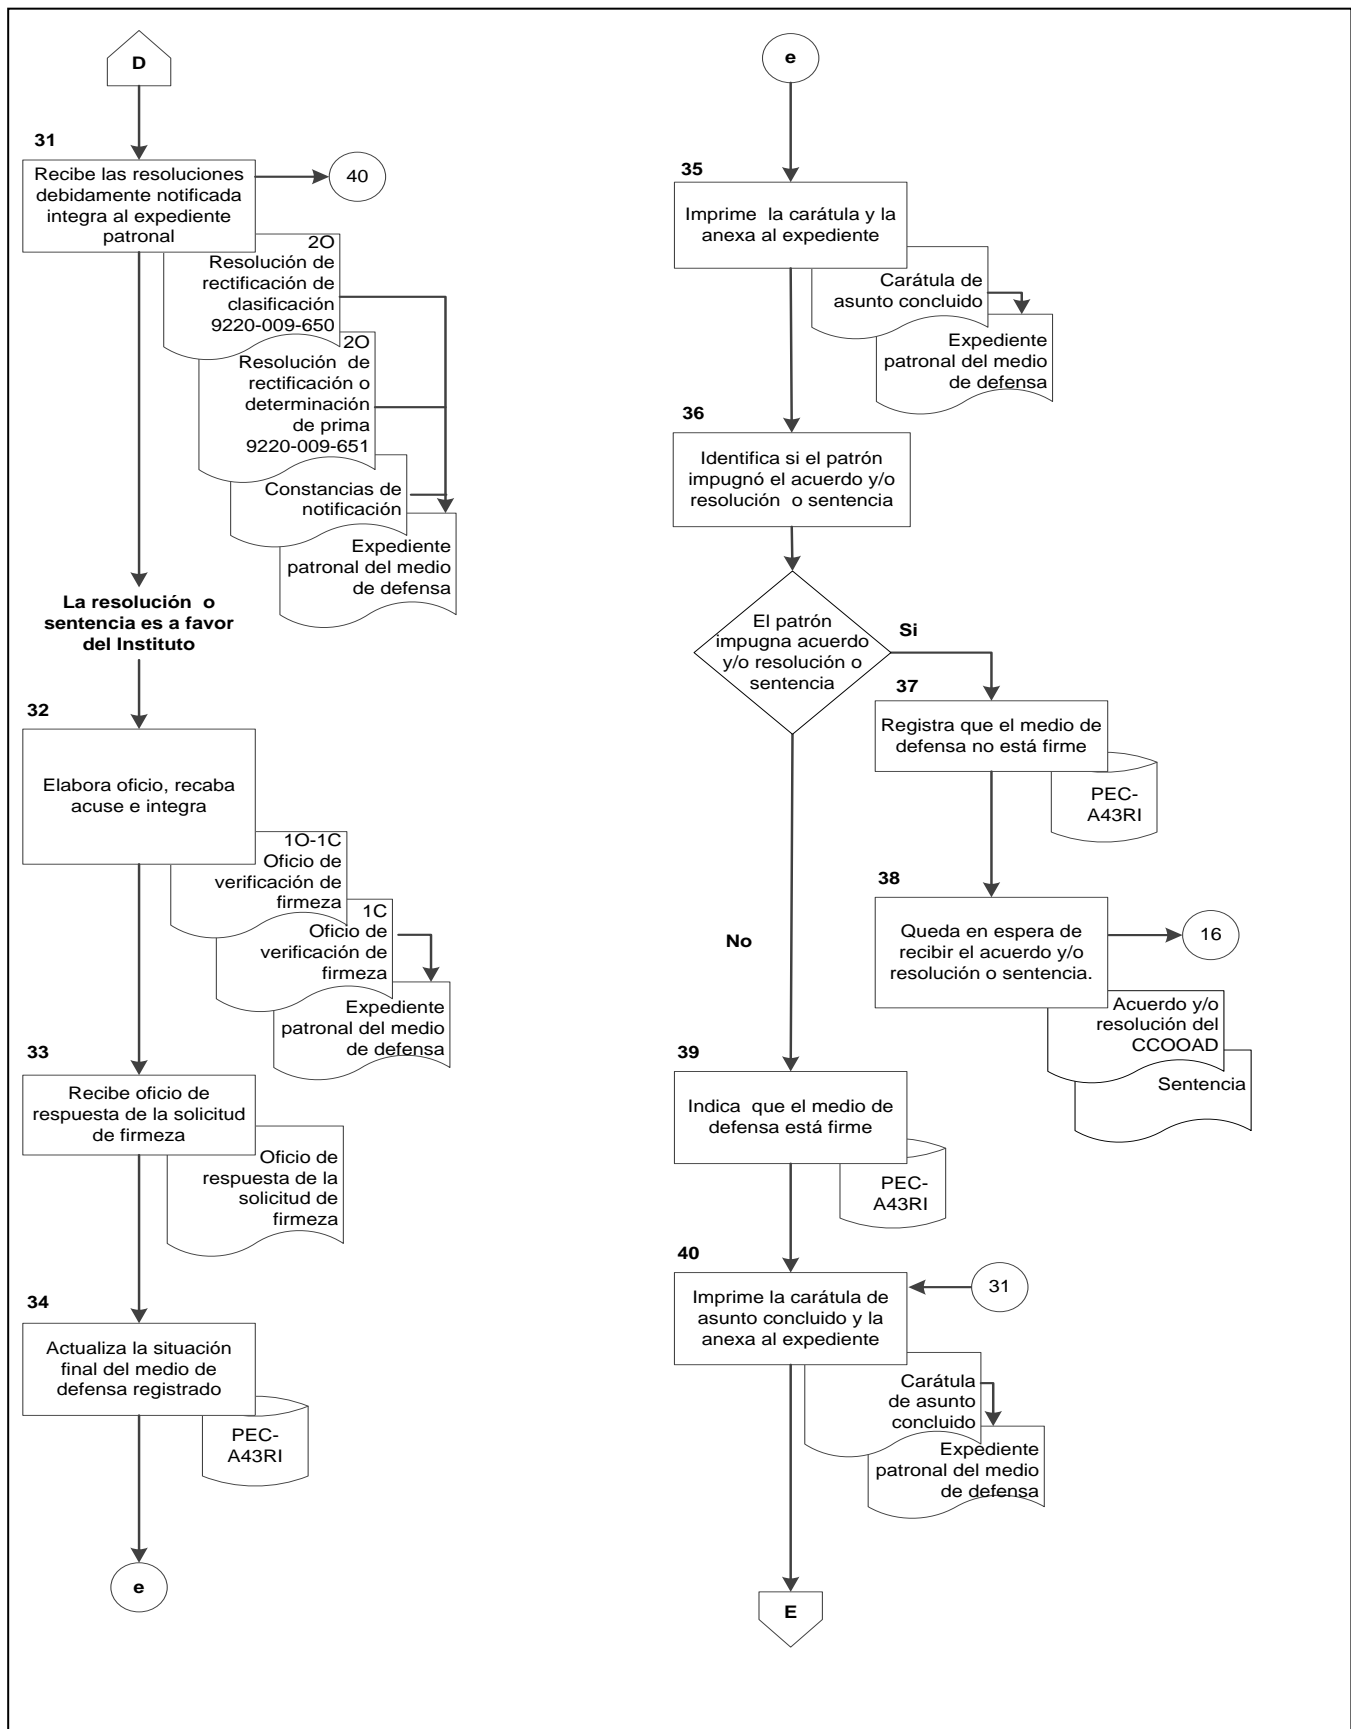 D
31
Recibe las resoluciones
debidamente notificada
integra al expediente
patronal
40
2O
Resolución de
rectificación de
clasificación
9220-009-650
2O
Resolución de
rectificación o
determinación
de prima
9220-009-651
Constancias de
notificación
Expediente
patronal del medio
de defensa
La resolución o
sentencia es a favor
del Instituto
32
Elabora oficio, recaba
acuse e integra
1O-1C
Oficio de
verificación de
firmeza
1C
Oficio de
verificación de
firmeza
Expediente
patronal del medio
de defensa
33
Recibe oficio de
respuesta de la solicitud
de firmeza
Oficio de
respuesta de la
solicitud de
firmeza
34
Actualiza la situación
final del medio de
defensa registrado
PEC-
A43RI
e
e
35
Imprime la carátula y la
anexa al expediente
Carátula de
asunto concluido
Expediente
patronal del medio
de defensa
36
Identifica si el patrón
impugnó el acuerdo y/o
resolución o sentencia
El patrón
impugna acuerdo
y/o resolución o
sentencia
Si
37
Registra que el medio de
defensa no está firme
PEC-
A43RI
38
Queda en espera de
recibir el acuerdo y/o
resolución o sentencia.
16
Acuerdo y/o
resolución del
CCOOAD
Sentencia
No
39
Indica que el medio de
defensa está firme
PEC-
A43RI
40
Imprime la carátula de
asunto concluido y la
anexa al expediente
31
Carátula
de asunto
concluido
Expediente
patronal del medio
de defensa
E